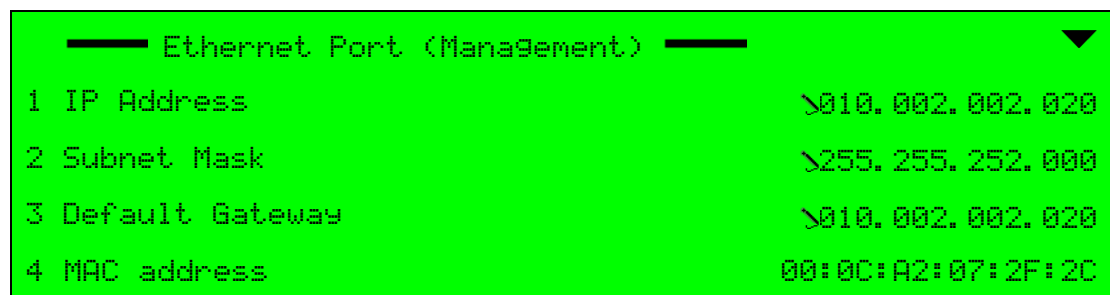 Ethernet Port (Management)
1 IP Address 010.002.002.020
2 Subnet Mask 255.255.252.000
3 Default Gateway 010.002.002.020
4 MAC address 00:0C:A2:07:2F:2C